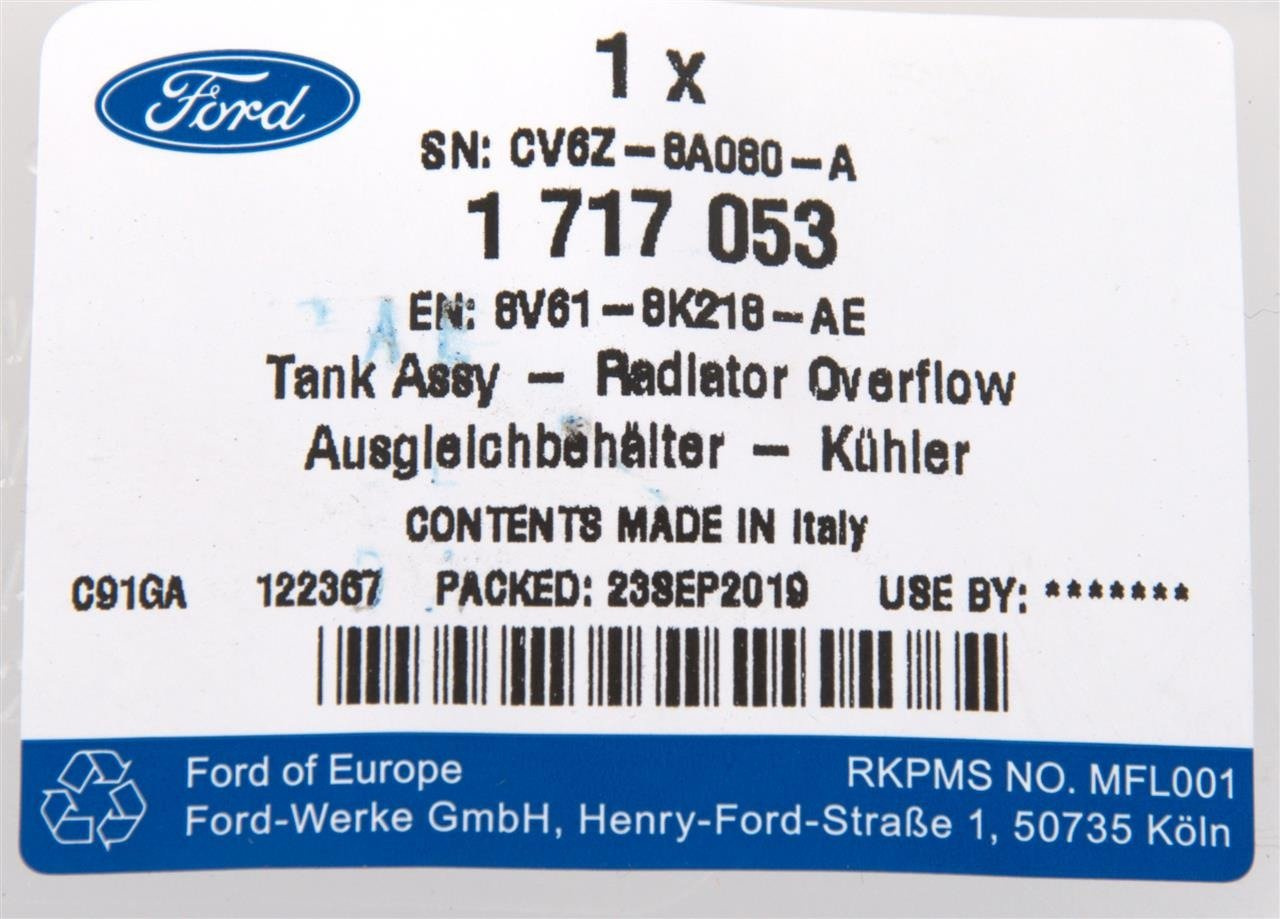 Ford
1 x
SN: CV6Z-8A080-A
1 717 053
EN: 8V61-8K218-AE
Tank Assy - Radiator Overflow
Ausgleichbehälter - Kühler
CONTENTS MADE IN Italy
C91GA 122367 PACKED: 23SEP2019 USE BY: *******
Ford of Europe RKPMS NO. MFL001
Ford-Werke GmbH, Henry-Ford-Straße 1, 50735 Köln